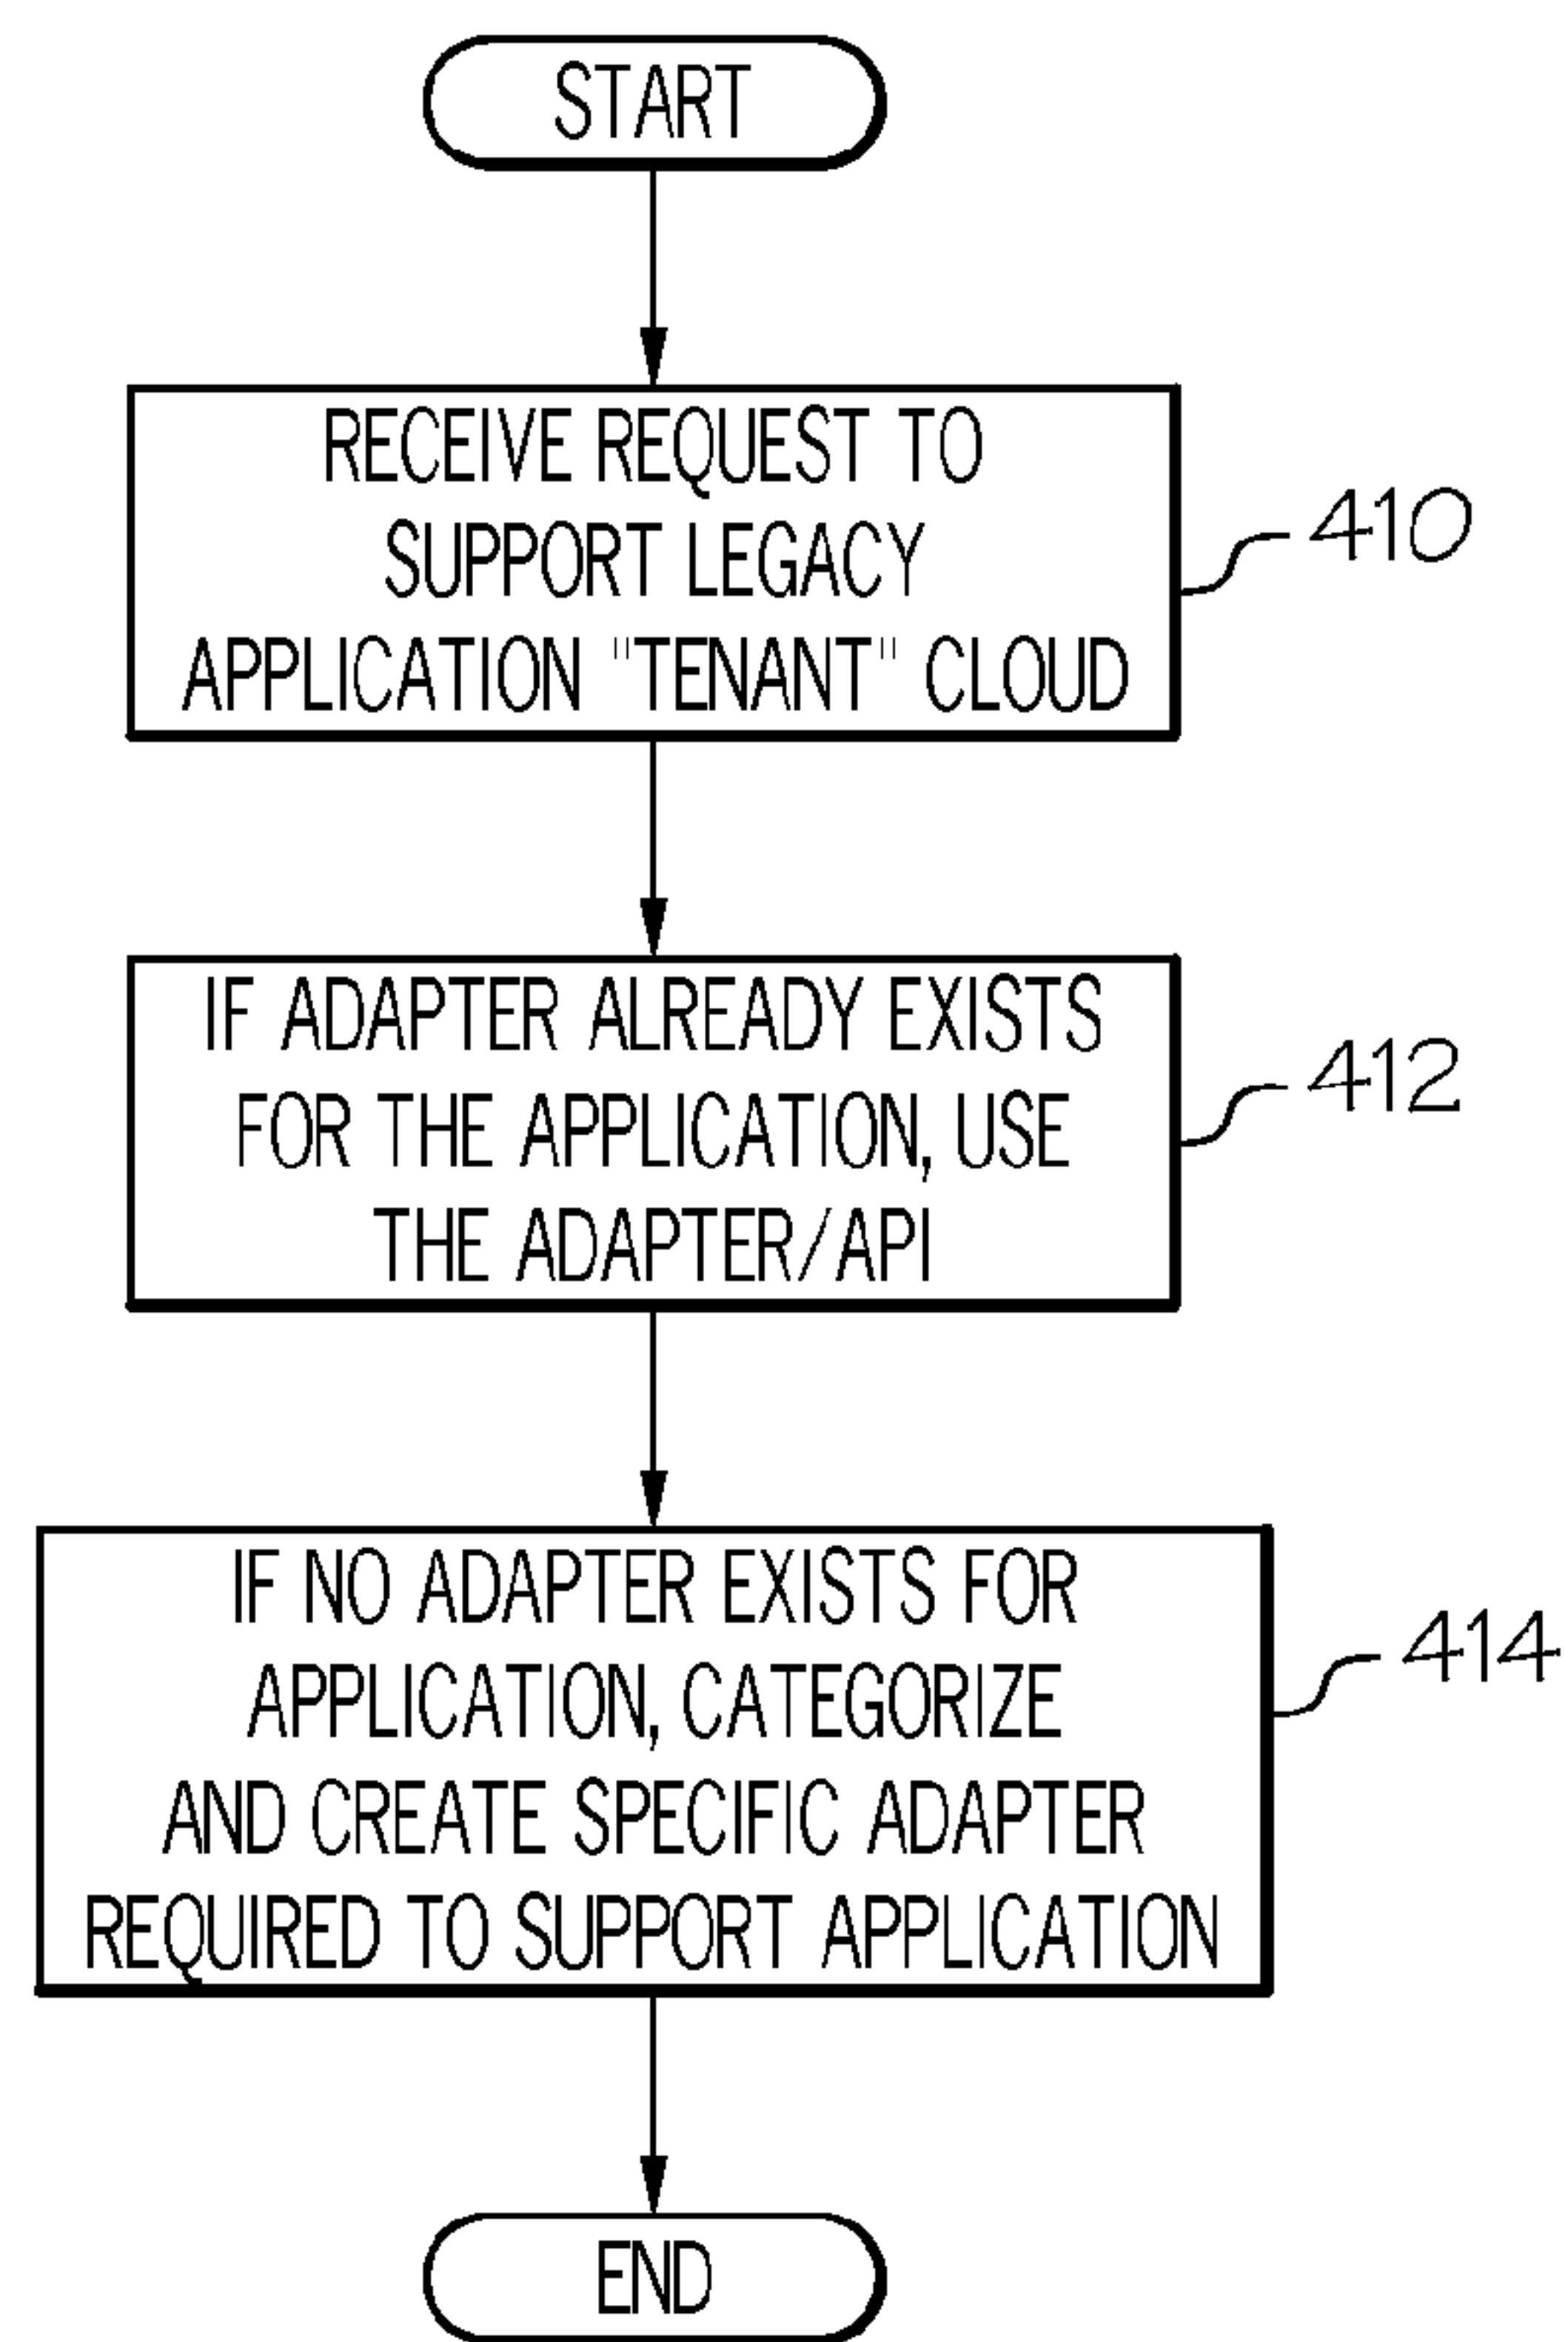 START
RECEIVE REQUEST TO
SUPPORT LEGACY
APPLICATION "TENANT" CLOUD
410
IF ADAPTER ALREADY EXISTS
FOR THE APPLICATION, USE
THE ADAPTER/API
412
IF NO ADAPTER EXISTS FOR
APPLICATION, CATEGORIZE
AND CREATE SPECIFIC ADAPTER
REQUIRED TO SUPPORT APPLICATION
414
END